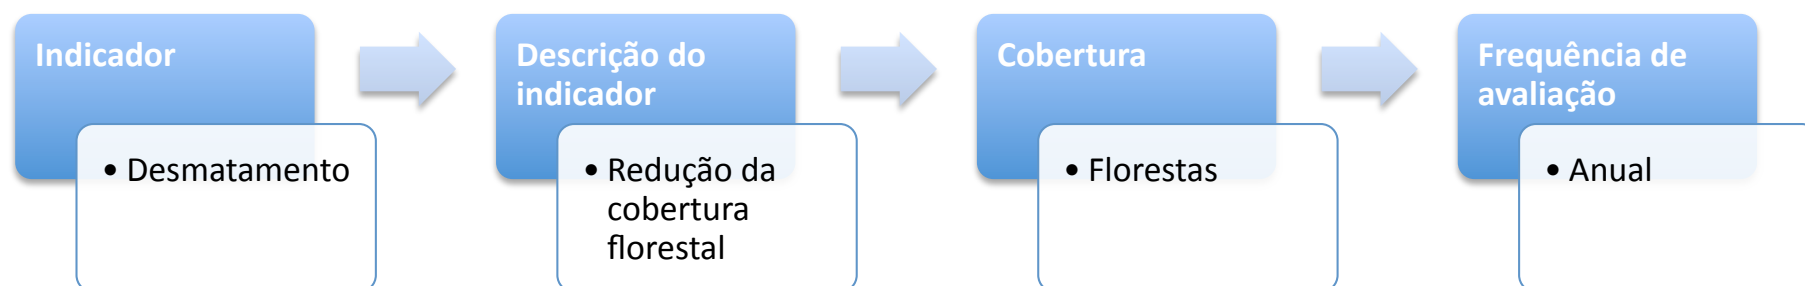 Indicador
• Desmatamento
Descrição do
indicador
• Redução da
cobertura
florestal
Cobertura
• Florestas
Frequência de
avaliação
• Anual